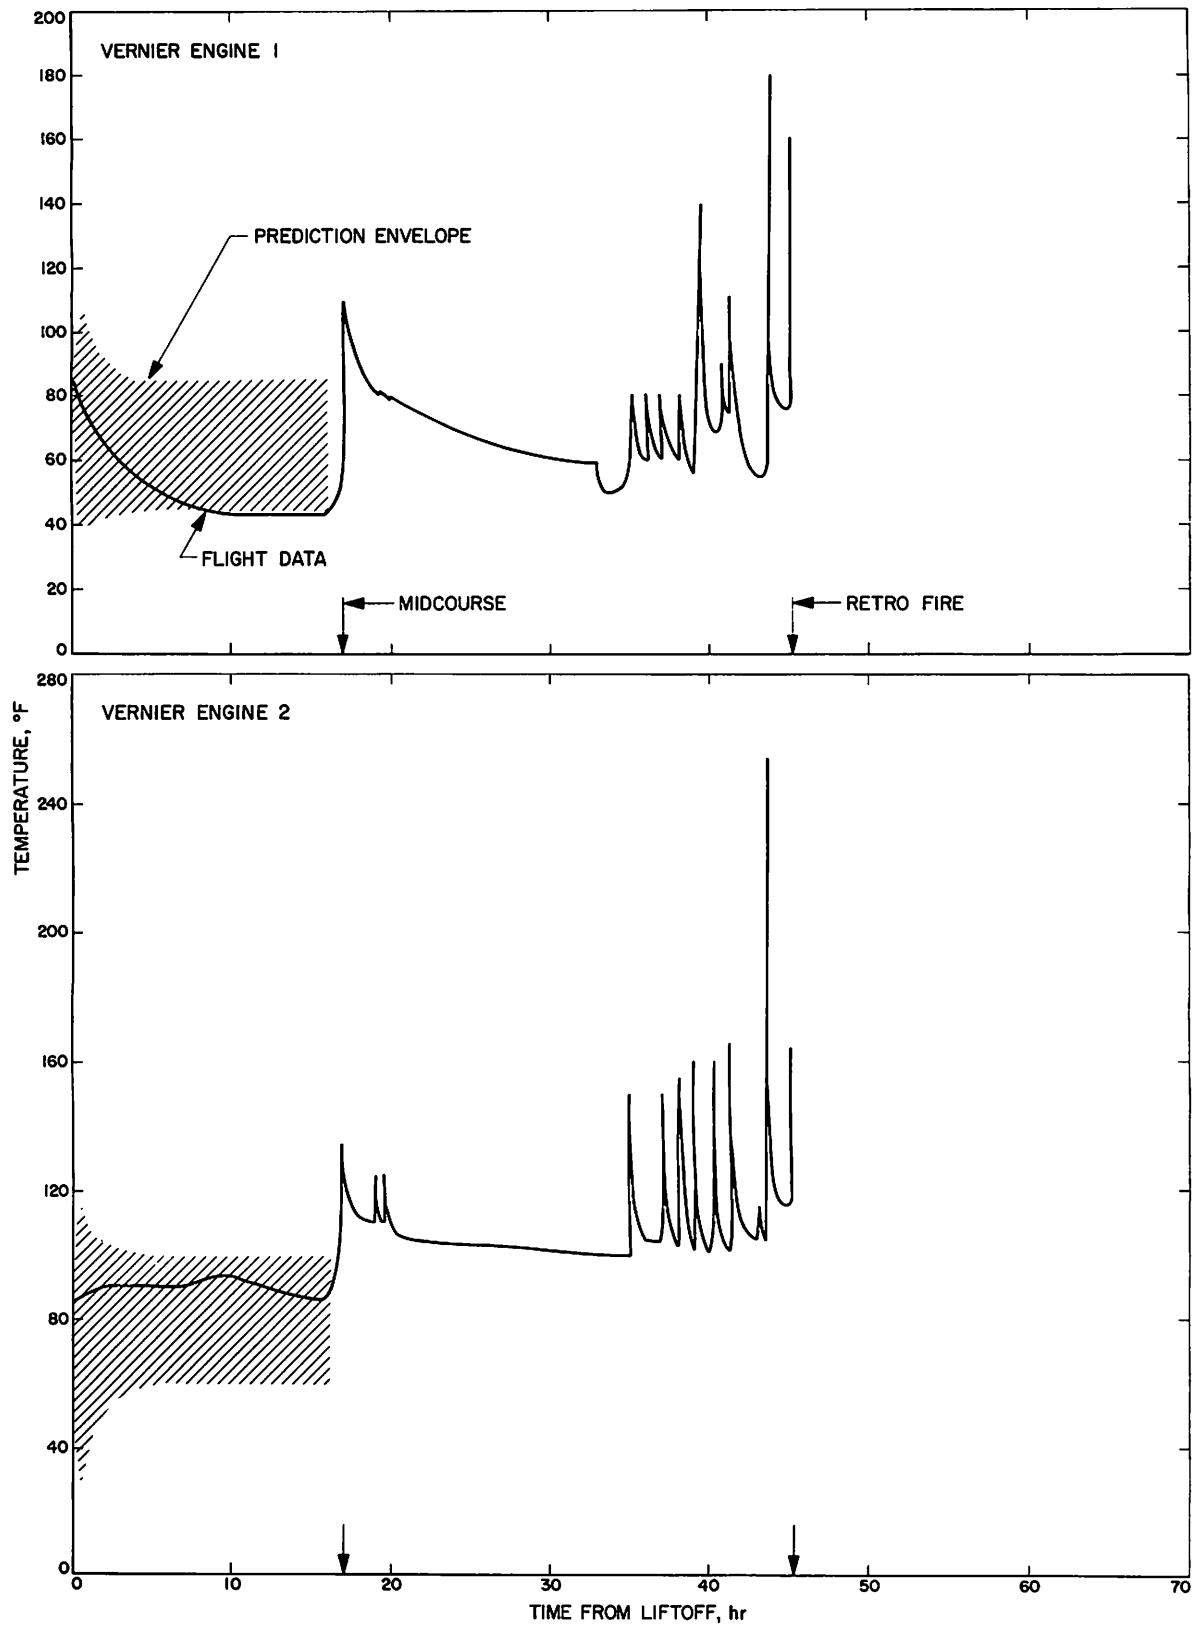 200
VERNIER ENGINE 1
180
160
140
PREDICTION ENVELOPE
120
100
80
60
40
FLIGHT DATA
20
MIDCOURSE
RETRO FIRE
0
280
VERNIER ENGINE 2
TEMPERATURE, °F
240
200
160
120
80
40
0
0 10 20 30 40 50 60 70
TIME FROM LIFTOFF, hr